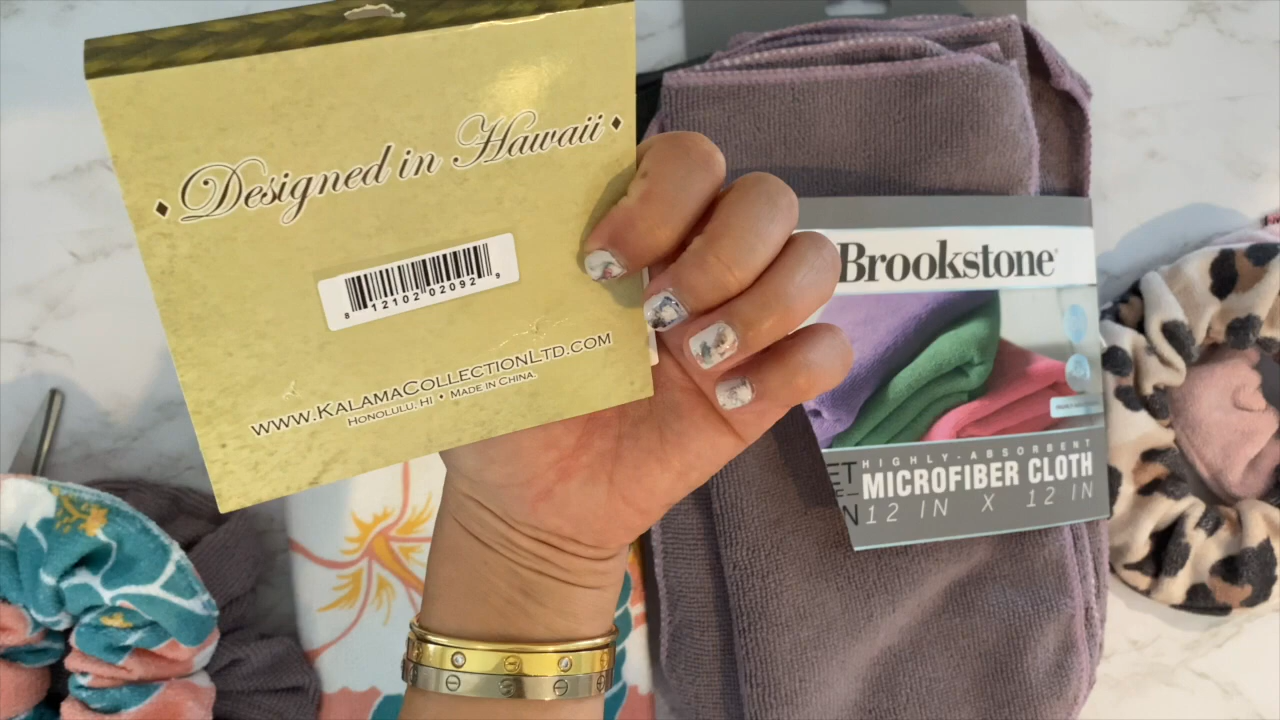 Designed in Hawaii
8 12102 02092 9
www.KalamaCollectionLtd.com
Honolulu, HI • Made in China.
Brookstone®
HIGHLY-ABSORBENT
MICROFIBER CLOTH
12 IN X 12 IN